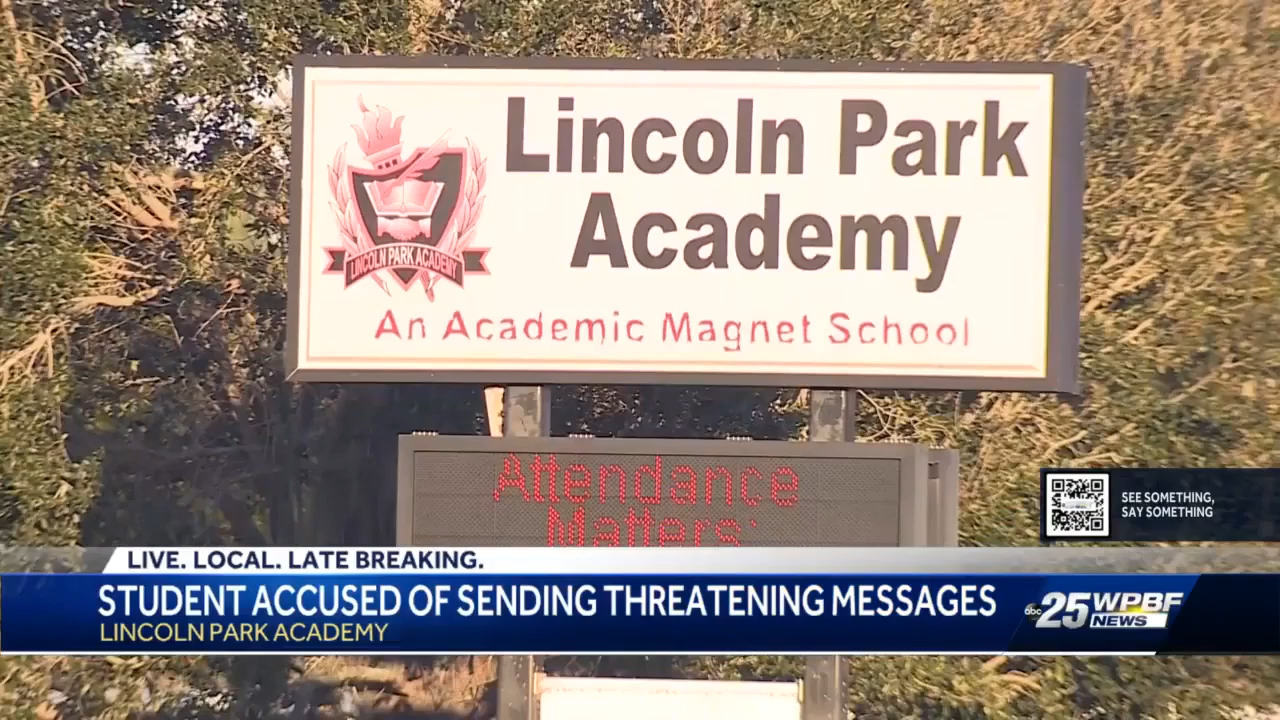 Lincoln Park
Academy
LINCOLN PARK ACADEMY
An Academic Magnet School
Attendance
Matters
SEE SOMETHING,
SAY SOMETHING
LIVE. LOCAL. LATE BREAKING.
STUDENT ACCUSED OF SENDING THREATENING MESSAGES
LINCOLN PARK ACADEMY
abc 25 WPBF
NEWS